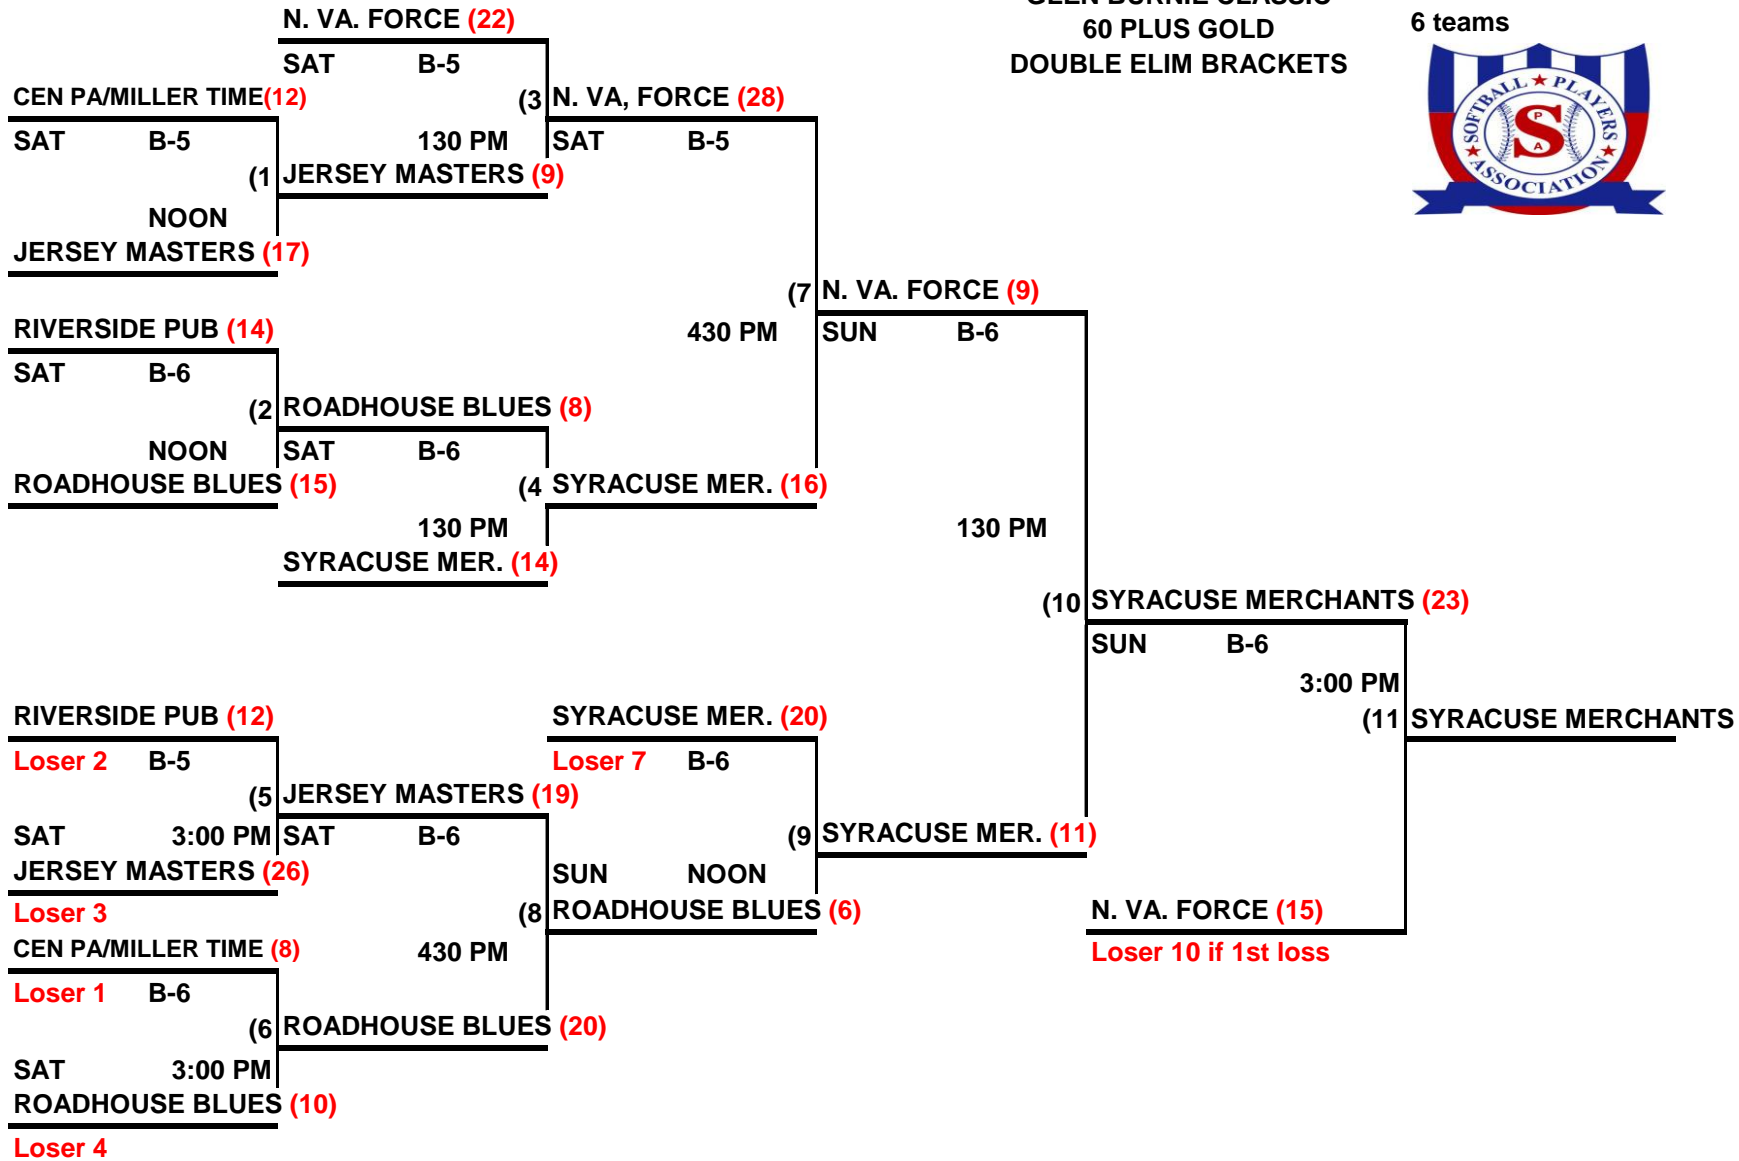 GLEN BURNIE CLASSIC
60 PLUS GOLD
DOUBLE ELIM BRACKETS
6 teams
SOFTBALL ★ PLAYERS ★ ASSOCIATION ★
S
P
A
N. VA. FORCE (22)
SAT B-5
CEN PA/MILLER TIME(12)
(3 N. VA, FORCE (28)
SAT B-5
130 PM SAT B-5
(1 JERSEY MASTERS (9)
NOON
JERSEY MASTERS (17)
(7 N. VA. FORCE (9)
RIVERSIDE PUB (14)
430 PM SUN B-6
SAT B-6
(2 ROADHOUSE BLUES (8)
NOON SAT B-6
ROADHOUSE BLUES (15)
(4 SYRACUSE MER. (16)
130 PM
130 PM
SYRACUSE MER. (14)
(10 SYRACUSE MERCHANTS (23)
SUN B-6
3:00 PM
RIVERSIDE PUB (12)
SYRACUSE MER. (20)
(11 SYRACUSE MERCHANTS
Loser 2 B-5
Loser 7 B-6
(5 JERSEY MASTERS (19)
SAT 3:00 PM SAT B-6
(9 SYRACUSE MER. (11)
JERSEY MASTERS (26)
SUN NOON
Loser 3
(8 ROADHOUSE BLUES (6)
N. VA. FORCE (15)
CEN PA/MILLER TIME (8)
430 PM
Loser 10 if 1st loss
Loser 1 B-6
(6 ROADHOUSE BLUES (20)
SAT 3:00 PM
ROADHOUSE BLUES (10)
Loser 4